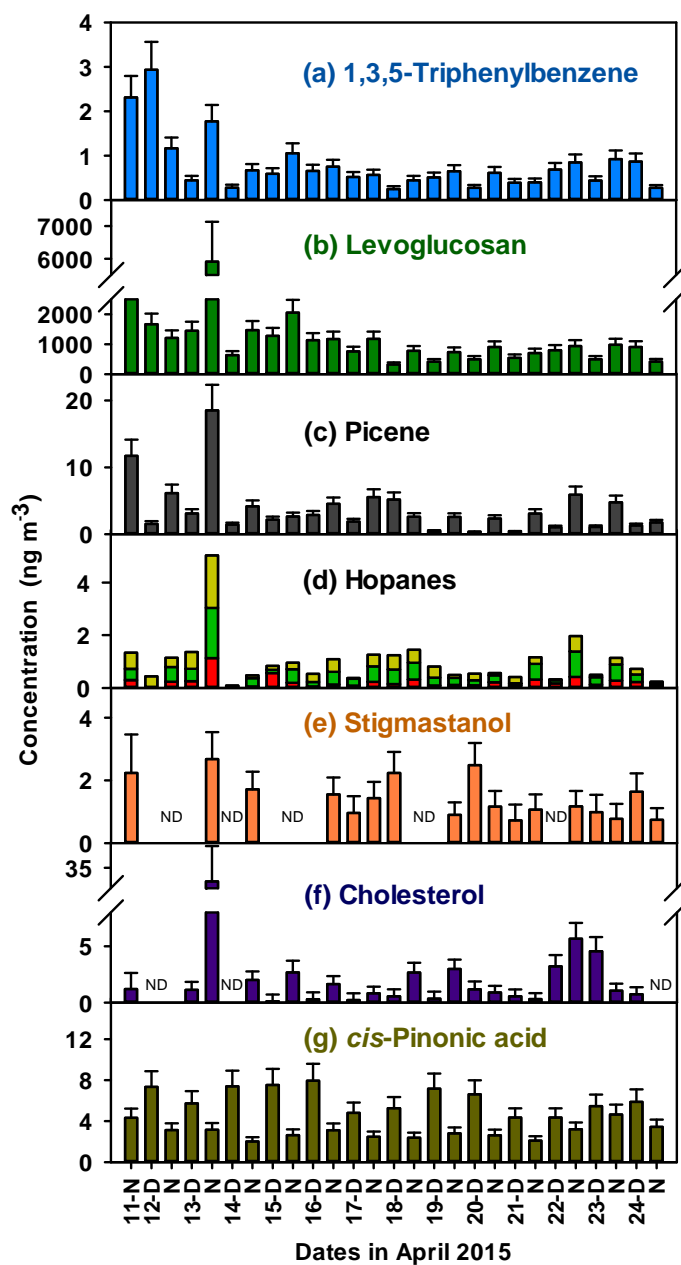 4
3
2
1
0
(a) 1,3,5-Triphenylbenzene
7000
6000
2000
1000
0
(b) Levoglucosan
20
10
0
(c) Picene
4
2
0
(d) Hopanes
4
2
0
(e) Stigmastanol
ND
ND
ND
ND
ND
35
5
0
(f) Cholesterol
ND
ND
ND
12
8
4
0
(g) cis-Pinonic acid
Concentration (ng m-3)
11-N
12-D
N
13-D
N
14-D
N
15-D
N
16-D
N
17-D
N
18-D
N
19-D
N
20-D
N
21-D
N
22-D
N
23-D
N
24-D
N
Dates in April 2015